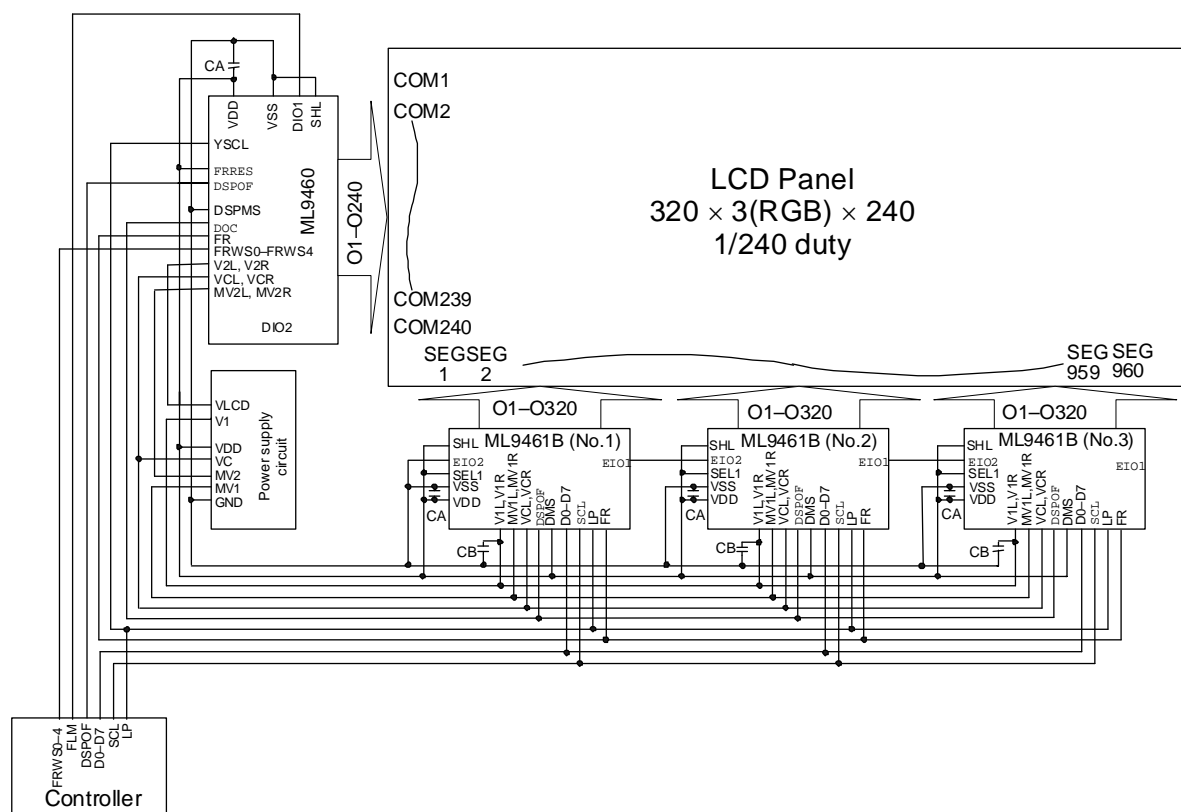 CA
VDD
VSS
DIO1
SHL
YSCL
FRRES
DSPOF
DSPMS
DOC
FR
FRWS0–FRWS4
V2L, V2R
VCL, VCR
MV2L, MV2R
ML9460
DIO2
O1–O240
COM1
COM2
COM239
COM240
LCD Panel
320 × 3(RGB) × 240
1/240 duty
SEG
1
SEG
2
SEG
959
SEG
960
VLCD
V1
VDD
VC
MV2
MV1
GND
Power supply
circuit
O1–O320
ML9461B (No.1)
SHL
EIO2
SEL1
VSS
VDD
EIO1
CA
V1L,V1R
MV1L,MV1R
VCL,VCR
DSPOF
DMS
D0–D7
SCL
LP
FR
CB
O1–O320
ML9461B (No.2)
SHL
EIO2
SEL1
VSS
VDD
EIO1
CA
V1L,V1R
MV1L,MV1R
VCL,VCR
DSPOF
DMS
D0–D7
SCL
LP
FR
CB
O1–O320
ML9461B (No.3)
SHL
EIO2
SEL1
VSS
VDD
EIO1
CA
V1L,V1R
MV1L,MV1R
VCL,VCR
DSPOF
DMS
D0–D7
SCL
LP
FR
CB
FRWS0–4
FLM
DSPOF
D0–D7
SCL
LP
Controller